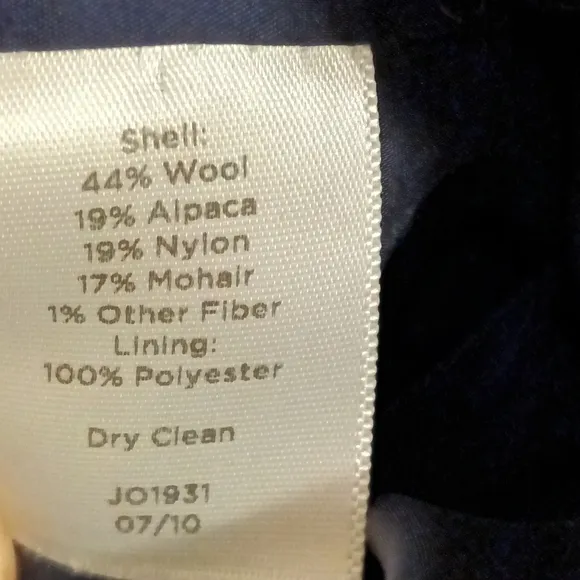 Shell:
44% Wool
19% Alpaca
19% Nylon
17% Mohair
1% Other Fiber
Lining:
100% Polyester
Dry Clean
JO1931
07/10